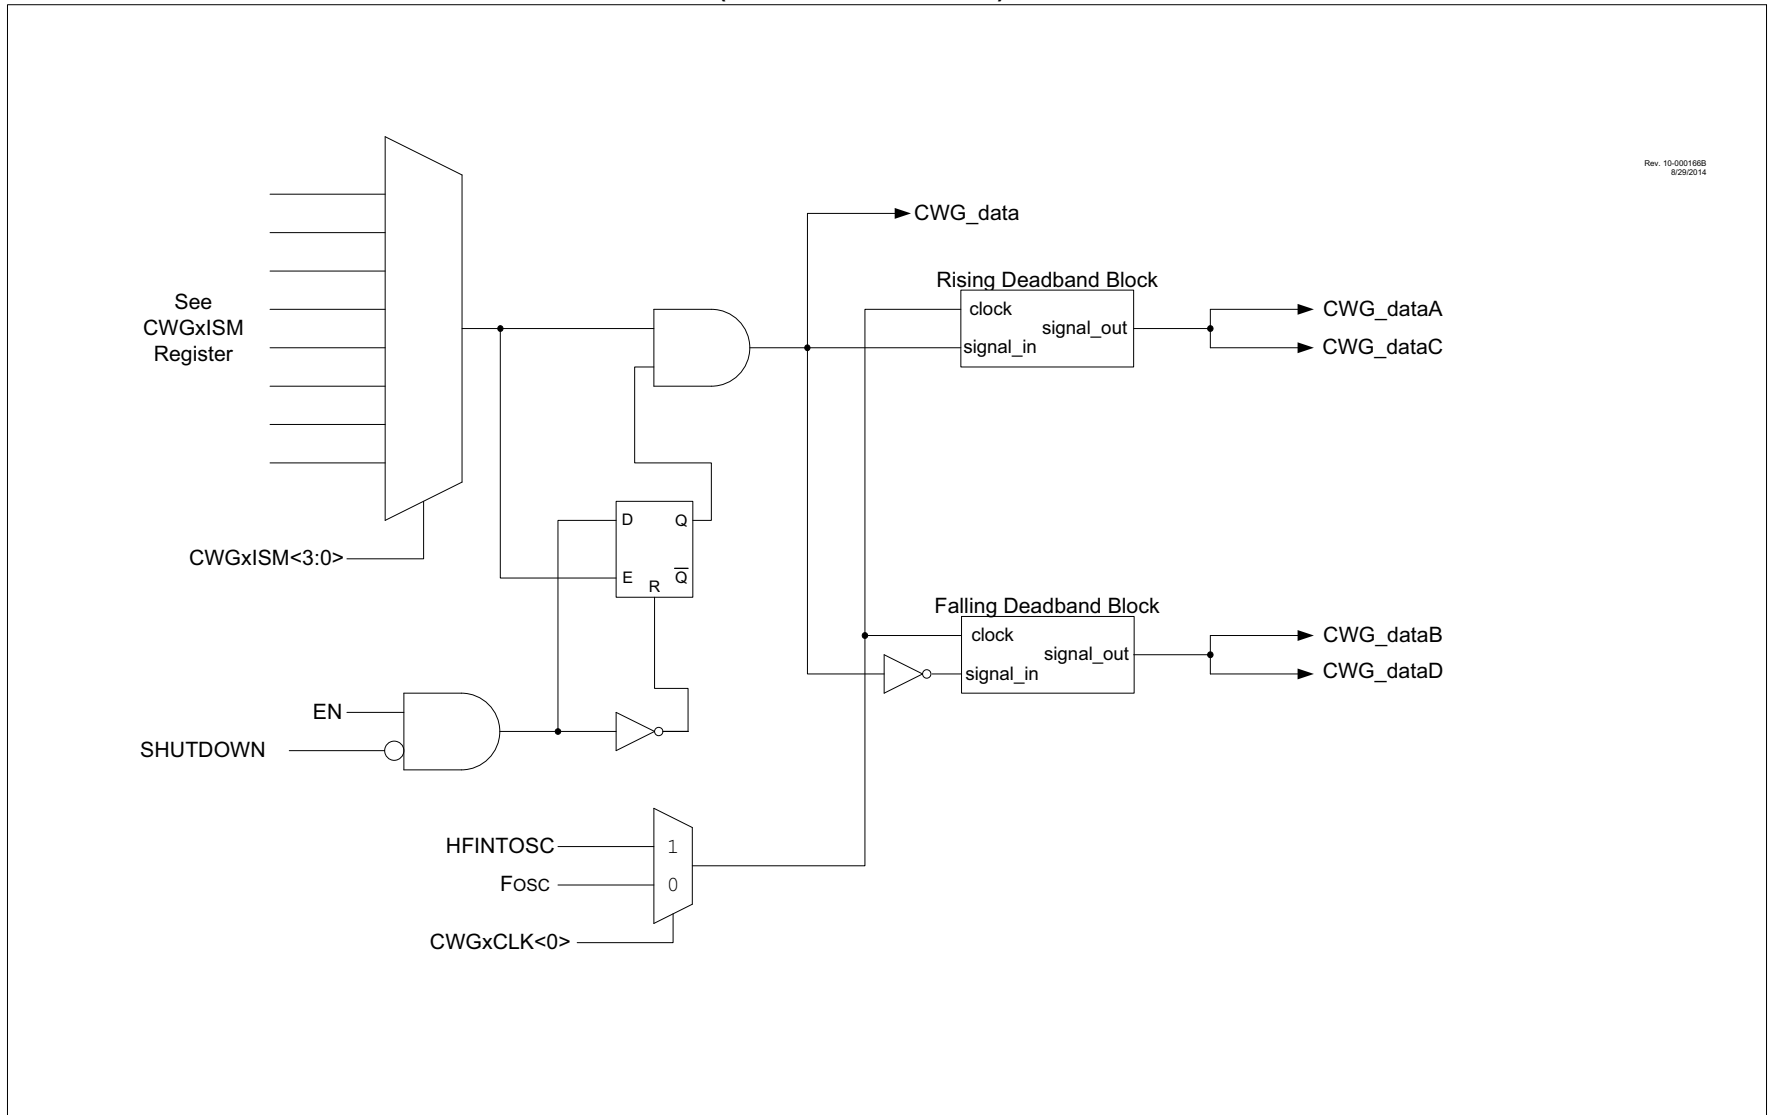 Rev. 10-000166B
8/29/2014
CWG_data
Rising Deadband Block
clock
signal_in
signal_out
CWG_dataA
CWG_dataC
See
CWGxISM
Register
CWGxISM<3:0>
D
Q
E
R
Q̅
Falling Deadband Block
clock
signal_in
signal_out
CWG_dataB
CWG_dataD
EN
SHUTDOWN
HFINTOSC
1
FOSC
0
CWGxCLK<0>